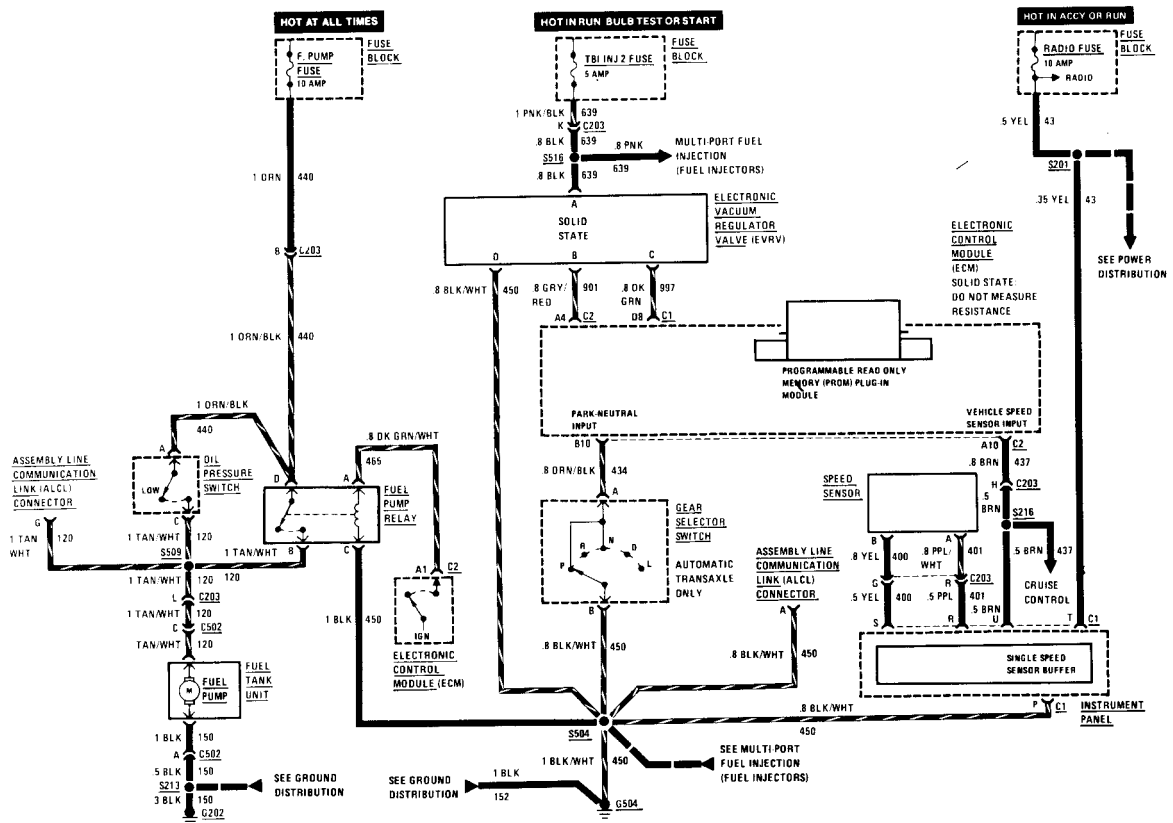 HOT AT ALL TIMES
HOT IN RUN BULB TEST OR START
HOT IN ACCY OR RUN
F. PUMP
FUSE
10 AMP
FUSE
BLOCK
TBI INJ 2 FUSE
5 AMP
FUSE
BLOCK
RADIO FUSE
10 AMP
RADIO
FUSE
BLOCK
1 PNK/BLK 639
K C203
.8 BLK 639
S516
.8 PNK
639
MULTI-PORT FUEL
INJECTION
(FUEL INJECTORS)
.8 BLK 639
.5 YEL 43
S201
.35 YEL 43
SEE POWER
DISTRIBUTION
1 ORN 440
B C203
1 ORN/BLK 440
A
SOLID
STATE
D B C
ELECTRONIC
VACUUM
REGULATOR
VALVE (EVRV)
.8 BLK/WHT 450
.8 GRY/
RED
901
.8 DK
GRN
997
A4 C2
D8 C1
ELECTRONIC
CONTROL
MODULE
(ECM)
SOLID STATE:
DO NOT MEASURE
RESISTANCE
PROGRAMMABLE READ ONLY
MEMORY (PROM) PLUG-IN
MODULE
PARK-NEUTRAL
INPUT
VEHICLE SPEED
SENSOR INPUT
B10
A10 C2
1 ORN/BLK
440
.8 DK GRN/WHT
465
ASSEMBLY LINE
COMMUNICATION
LINK (ALCL)
CONNECTOR
G
1 TAN
WHT
120
A
LOW
C
OIL
PRESSURE
SWITCH
D A
B C
FUEL
PUMP
RELAY
1 TAN/WHT 120
S509
1 TAN/WHT
120
1 TAN/WHT 120
L C203
1 TAN/WHT 120
C C502
TAN/WHT 120
FUEL
PUMP
M
FUEL
TANK
UNIT
1 BLK 150
A C502
.5 BLK 150
S213
3 BLK 150
G202
SEE GROUND
DISTRIBUTION
1 BLK 450
A1 C2
IGN
ELECTRONIC
CONTROL
MODULE (ECM)
.8 ORN/BLK 434
A
R N D
P L
B
GEAR
SELECTOR
SWITCH
AUTOMATIC
TRANSAXLE
ONLY
.8 BLK/WHT 450
ASSEMBLY LINE
COMMUNICATION
LINK (ALCL)
CONNECTOR
A
.8 BLK/WHT 450
.8 BRN 437
H C203
.5
BRN
S216
.5 BRN 437
CRUISE
CONTROL
SPEED
SENSOR
B A
.8 YEL 400
.8 PPL/
WHT
401
G R C203
.5 YEL 400
.5 PPL 401
.5
BRN
S R U T C1
SINGLE SPEED
SENSOR BUFFER
P C1
INSTRUMENT
PANEL
.8 BLK/WHT
450
S504
1 BLK/WHT 450
SEE MULTI-PORT
FUEL INJECTION
(FUEL INJECTORS)
SEE GROUND
DISTRIBUTION
1 BLK
152
G504